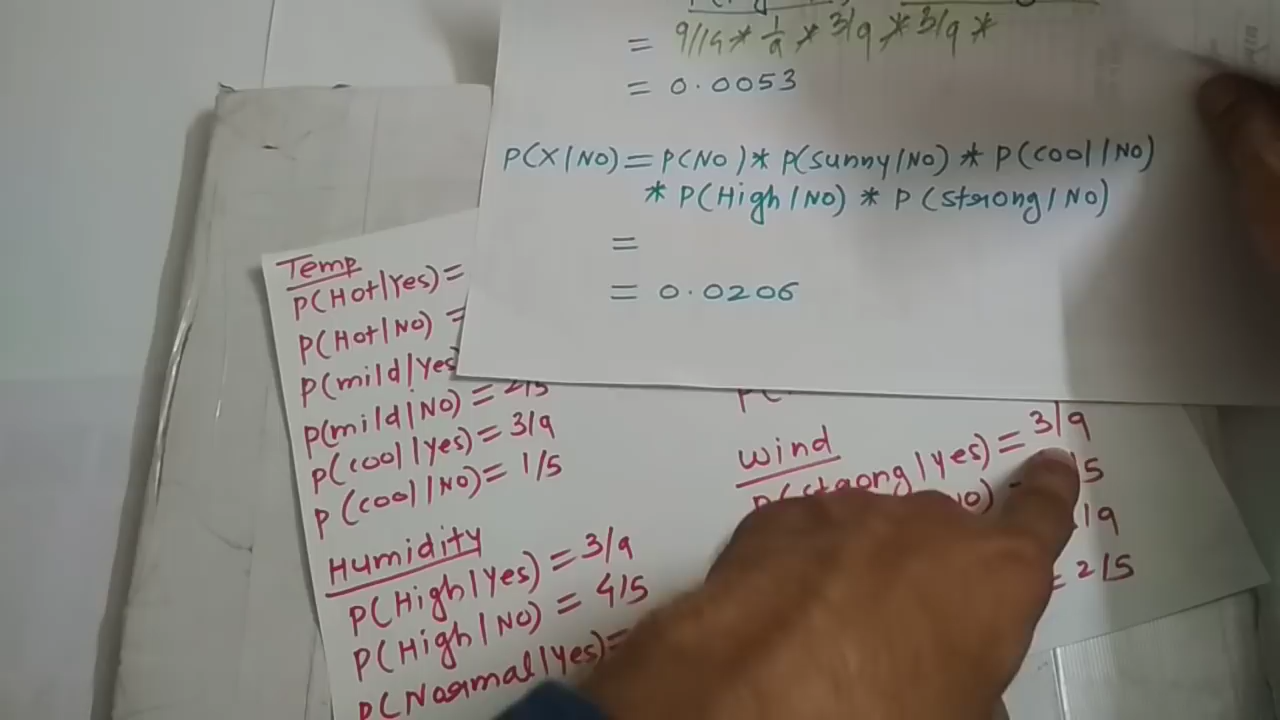 = 9/14 * 1/9 * 3/9 * 3/9 *
= 0.0053
P(X/NO) = P(NO) * P(sunny/NO) * P(cool/NO)
* P(High/NO) * P(strong/NO)
=
= 0.0206
Temp
P(Hot/Yes) =
P(Hot/NO) =
P(mild/Yes
P(mild/NO) = 2/5
P(cool/yes) = 3/9
P(cool/NO) = 1/5
Humidity
P(High/Yes) = 3/9
P(High/NO) = 4/5
P(Normal/Yes) =
Wind
P(strong/yes) = 3/9
/5
/9
= 2/5